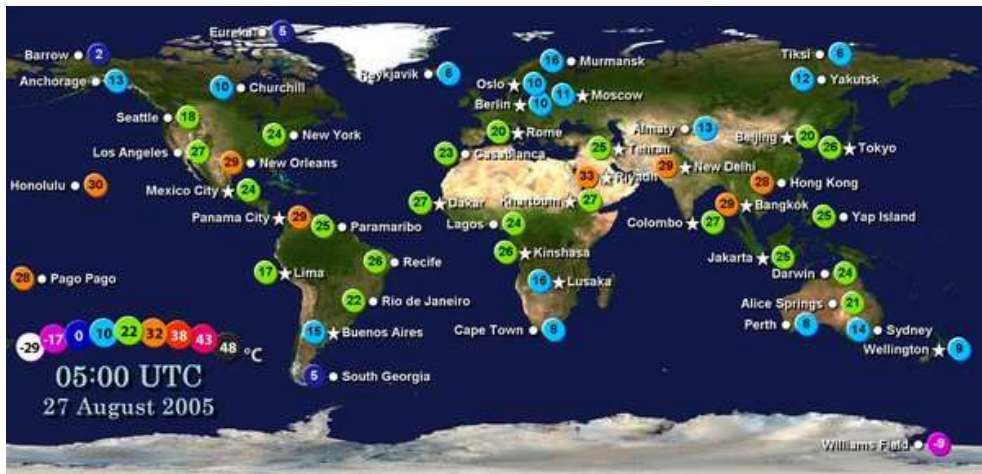 Eureka 5
Barrow 2
Tiksi 6
Murmansk 16
Anchorage 13
Reykjavik 6
Yakutsk 12
Churchill 10
Oslo 10
Moscow 11
Berlin 10
Seattle 18
New York 24
Rome 20
Almaty 13
Beijing 20
Tokyo 26
Los Angeles 27
New Orleans 29
Casablanca 23
Tehran 25
New Delhi 29
Honolulu 30
Mexico City 24
Riyadh 33
Hong Kong 28
Dakar 27
Khartoum 27
Bangkok 29
Panama City 29
Paramaribo 25
Lagos 24
Colombo 27
Yap Island 25
Kinshasa 26
Recife 26
Jakarta 25
Pago Pago 28
Lima 17
Lusaka 16
Darwin 24
Rio de Janeiro 22
Alice Springs 21
Buenos Aires 15
Cape Town 8
Perth 8
Sydney 14
Wellington 9
-29 -17 0 10 22 32 38 43 48 °C
05:00 UTC
27 August 2005
South Georgia 5
Williams Field -9